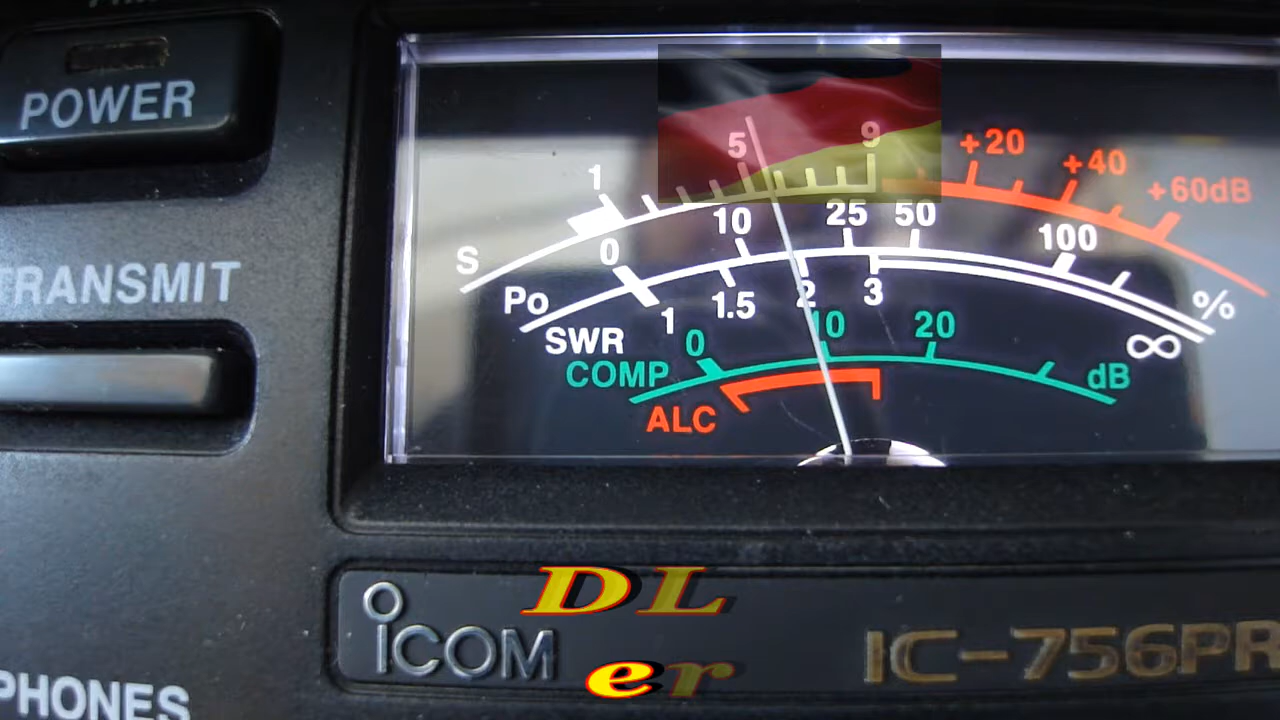 POWER
TRANSMIT
PHONES
S 1 5 9 +20 +40 +60dB
Po 0 10 25 50 100 %
SWR 1 1.5 2 3 ∞
COMP 0 10 20 dB
ALC
DL
er
ICOM
IC-756PR